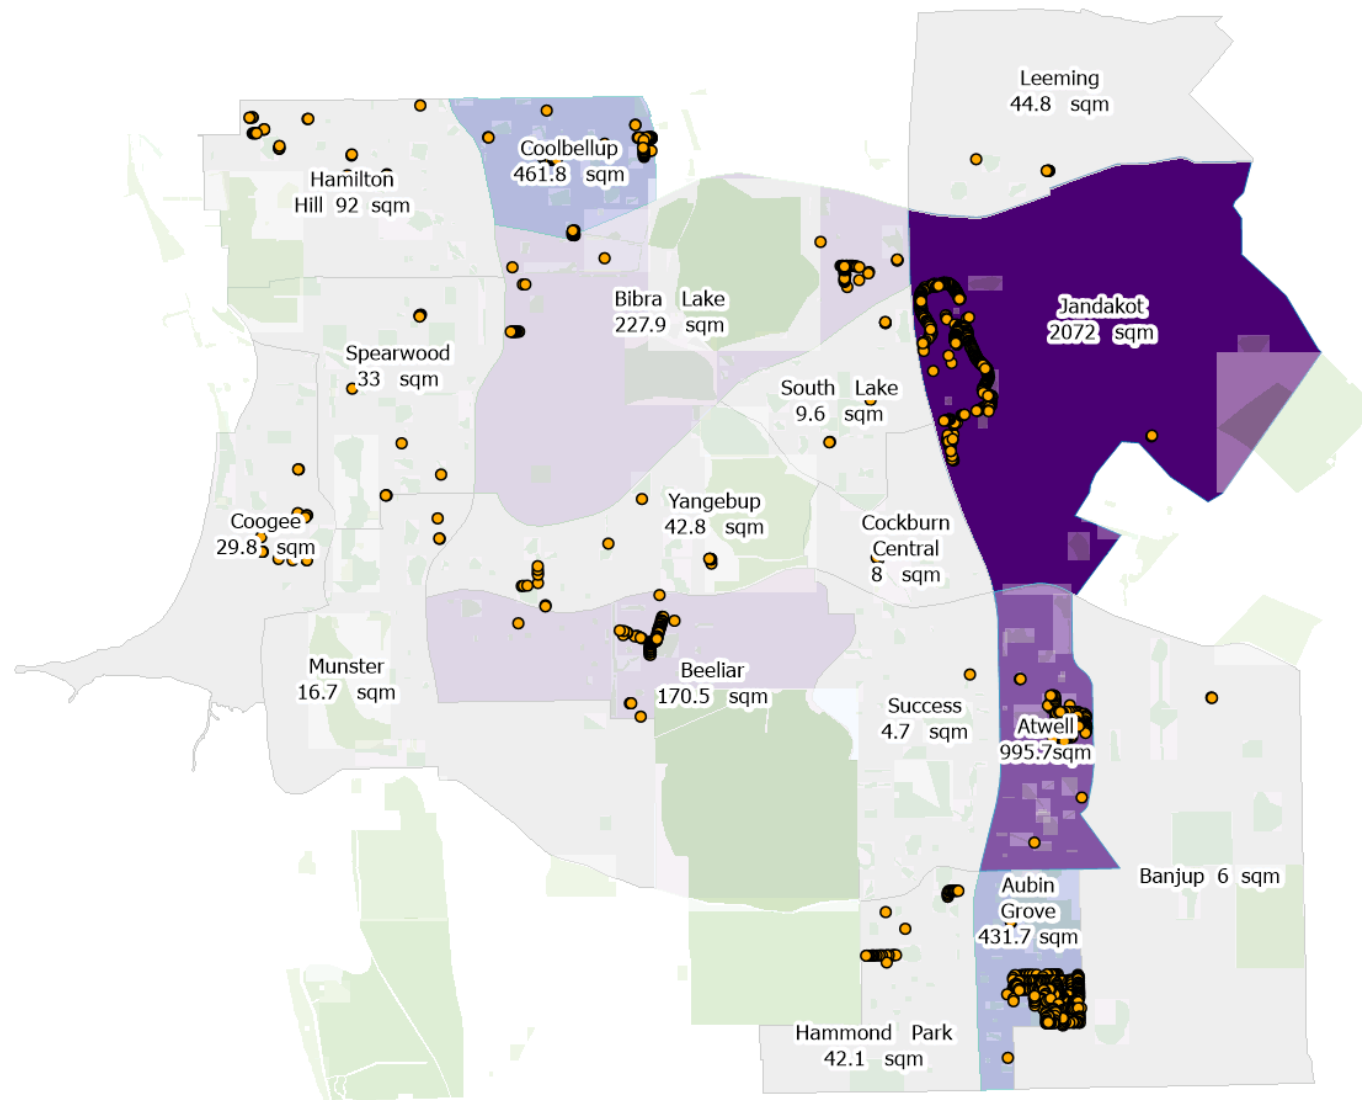 Leeming
44.8 sqm
Coolbellup
461.8 sqm
Hamilton
Hill 92 sqm
Bibra Lake
227.9 sqm
Jandakot
2072 sqm
Spearwood
33 sqm
South Lake
9.6 sqm
Yangebup
42.8 sqm
Coogee
29.8 sqm
Cockburn
Central
8 sqm
Munster
16.7 sqm
Beeliar
170.5 sqm
Success
4.7 sqm
Atwell
995.7sqm
Banjup 6 sqm
Aubin
Grove
431.7 sqm
Hammond Park
42.1 sqm